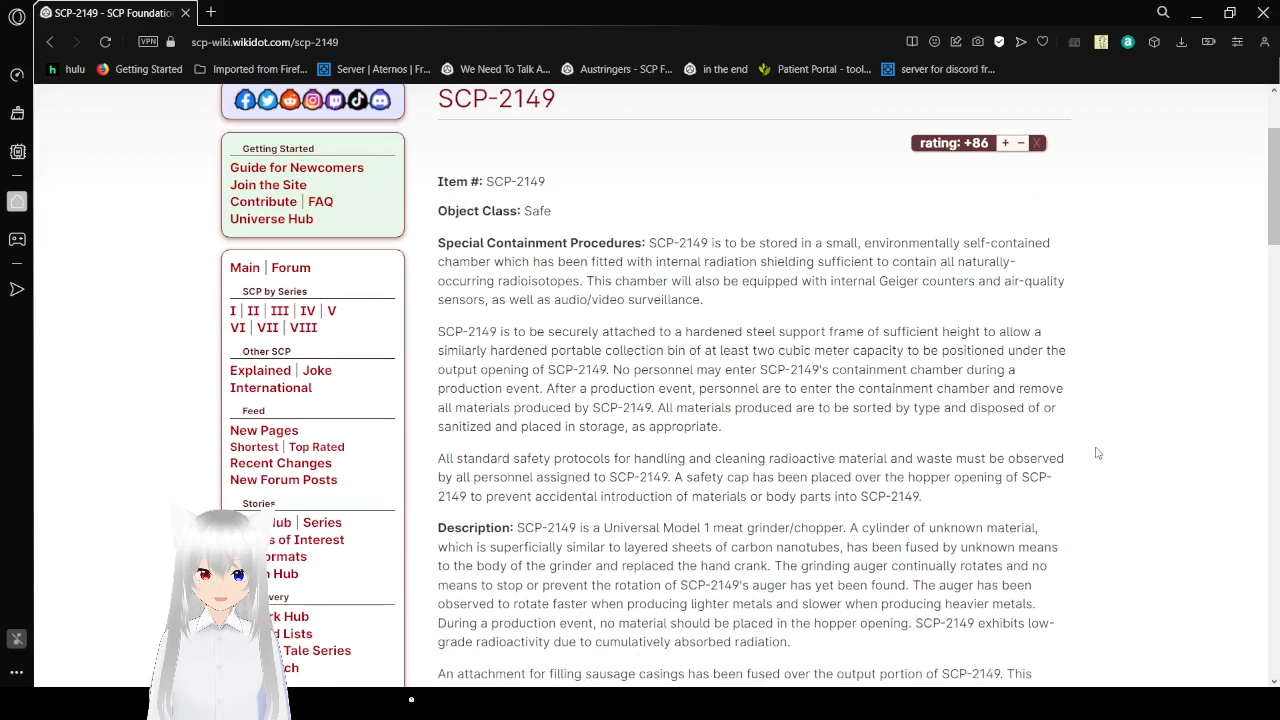 SCP-2149 - SCP Foundatio
VPN
scp-wiki.wikidot.com/scp-2149
hulu
Getting Started
Imported from Firef...
Server | Aternos | Fr...
We Need To Talk A...
Austringers - SCP F...
in the end
Patient Portal - tool...
server for discord fr...
SCP-2149
rating: +86 + – X
Getting Started
Guide for Newcomers
Join the Site
Contribute | FAQ
Universe Hub
Main | Forum
SCP by Series
I | II | III | IV | V
VI | VII | VIII
Other SCP
Explained | Joke
International
Feed
New Pages
Shortest | Top Rated
Recent Changes
New Forum Posts
Stories
Hub | Series
of Interest
ormats
Hub
very
rk Hub
d Lists
Tale Series
ch
Item #: SCP-2149
Object Class: Safe
Special Containment Procedures: SCP-2149 is to be stored in a small, environmentally self-contained
chamber which has been fitted with internal radiation shielding sufficient to contain all naturally-
occurring radioisotopes. This chamber will also be equipped with internal Geiger counters and air-quality
sensors, as well as audio/video surveillance.
SCP-2149 is to be securely attached to a hardened steel support frame of sufficient height to allow a
similarly hardened portable collection bin of at least two cubic meter capacity to be positioned under the
output opening of SCP-2149. No personnel may enter SCP-2149's containment chamber during a
production event. After a production event, personnel are to enter the containment chamber and remove
all materials produced by SCP-2149. All materials produced are to be sorted by type and disposed of or
sanitized and placed in storage, as appropriate.
All standard safety protocols for handling and cleaning radioactive material and waste must be observed
by all personnel assigned to SCP-2149. A safety cap has been placed over the hopper opening of SCP-
2149 to prevent accidental introduction of materials or body parts into SCP-2149.
Description: SCP-2149 is a Universal Model 1 meat grinder/chopper. A cylinder of unknown material,
which is superficially similar to layered sheets of carbon nanotubes, has been fused by unknown means
to the body of the grinder and replaced the hand crank. The grinding auger continually rotates and no
means to stop or prevent the rotation of SCP-2149's auger has yet been found. The auger has been
observed to rotate faster when producing lighter metals and slower when producing heavier metals.
During a production event, no material should be placed in the hopper opening. SCP-2149 exhibits low-
grade radioactivity due to cumulatively absorbed radiation.
An attachment for filling sausage casings has been fused over the output portion of SCP-2149. This